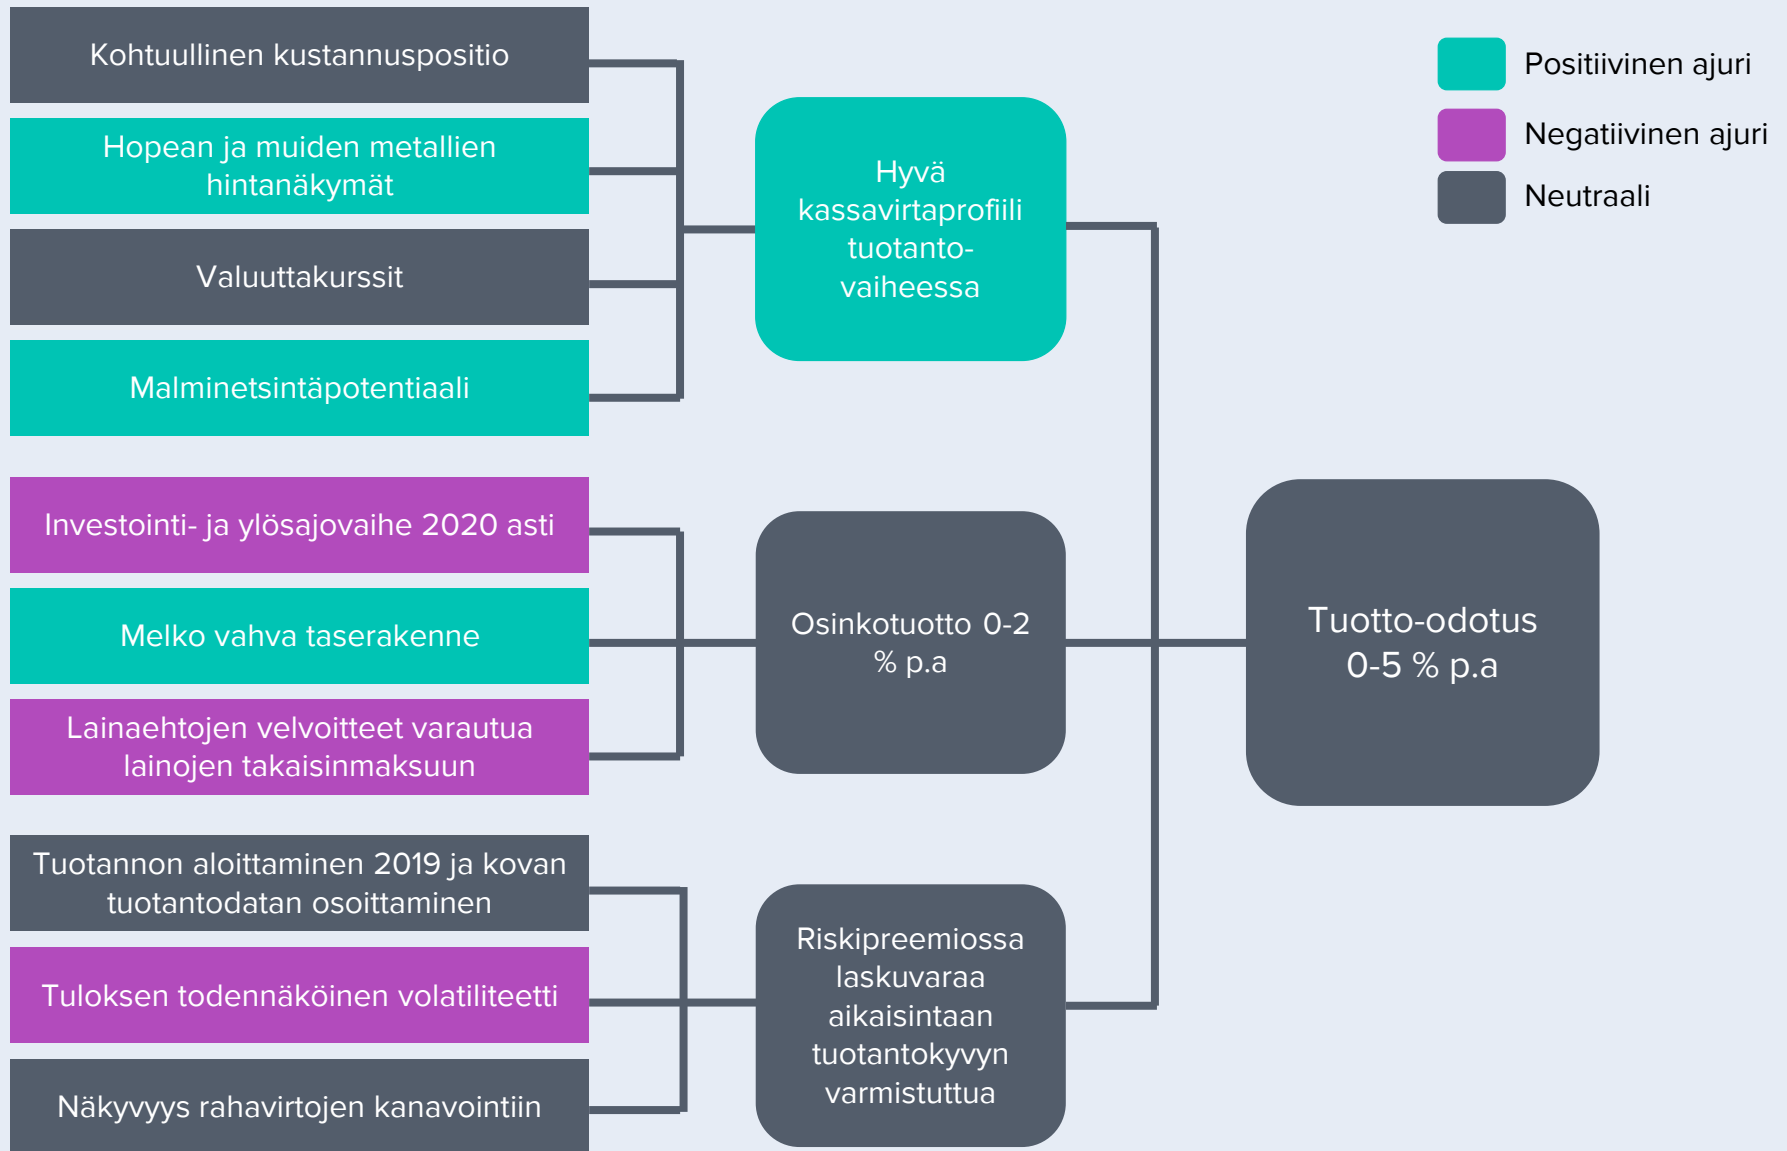 Kohtuullinen kustannuspositio
Hopean ja muiden metallien
hintanäkymät
Valuuttakurssit
Malminetsintäpotentiaali
Investointi- ja ylösajovaihe 2020 asti
Melko vahva taserakenne
Lainaehtojen velvoitteet varautua
lainojen takaisinmaksuun
Tuotannon aloittaminen 2019 ja kovan
tuotantodatan osoittaminen
Tuloksen todennäköinen volatiliteetti
Näkyvyys rahavirtojen kanavointiin
Hyvä
kassavirtaprofiili
tuotanto-
vaiheessa
Osinkotuotto 0-2
% p.a
Riskipreemiossa
laskuvaraa
aikaisintaan
tuotantokyvyn
varmistuttua
Tuotto-odotus
0-5 % p.a
Positiivinen ajuri
Negatiivinen ajuri
Neutraali